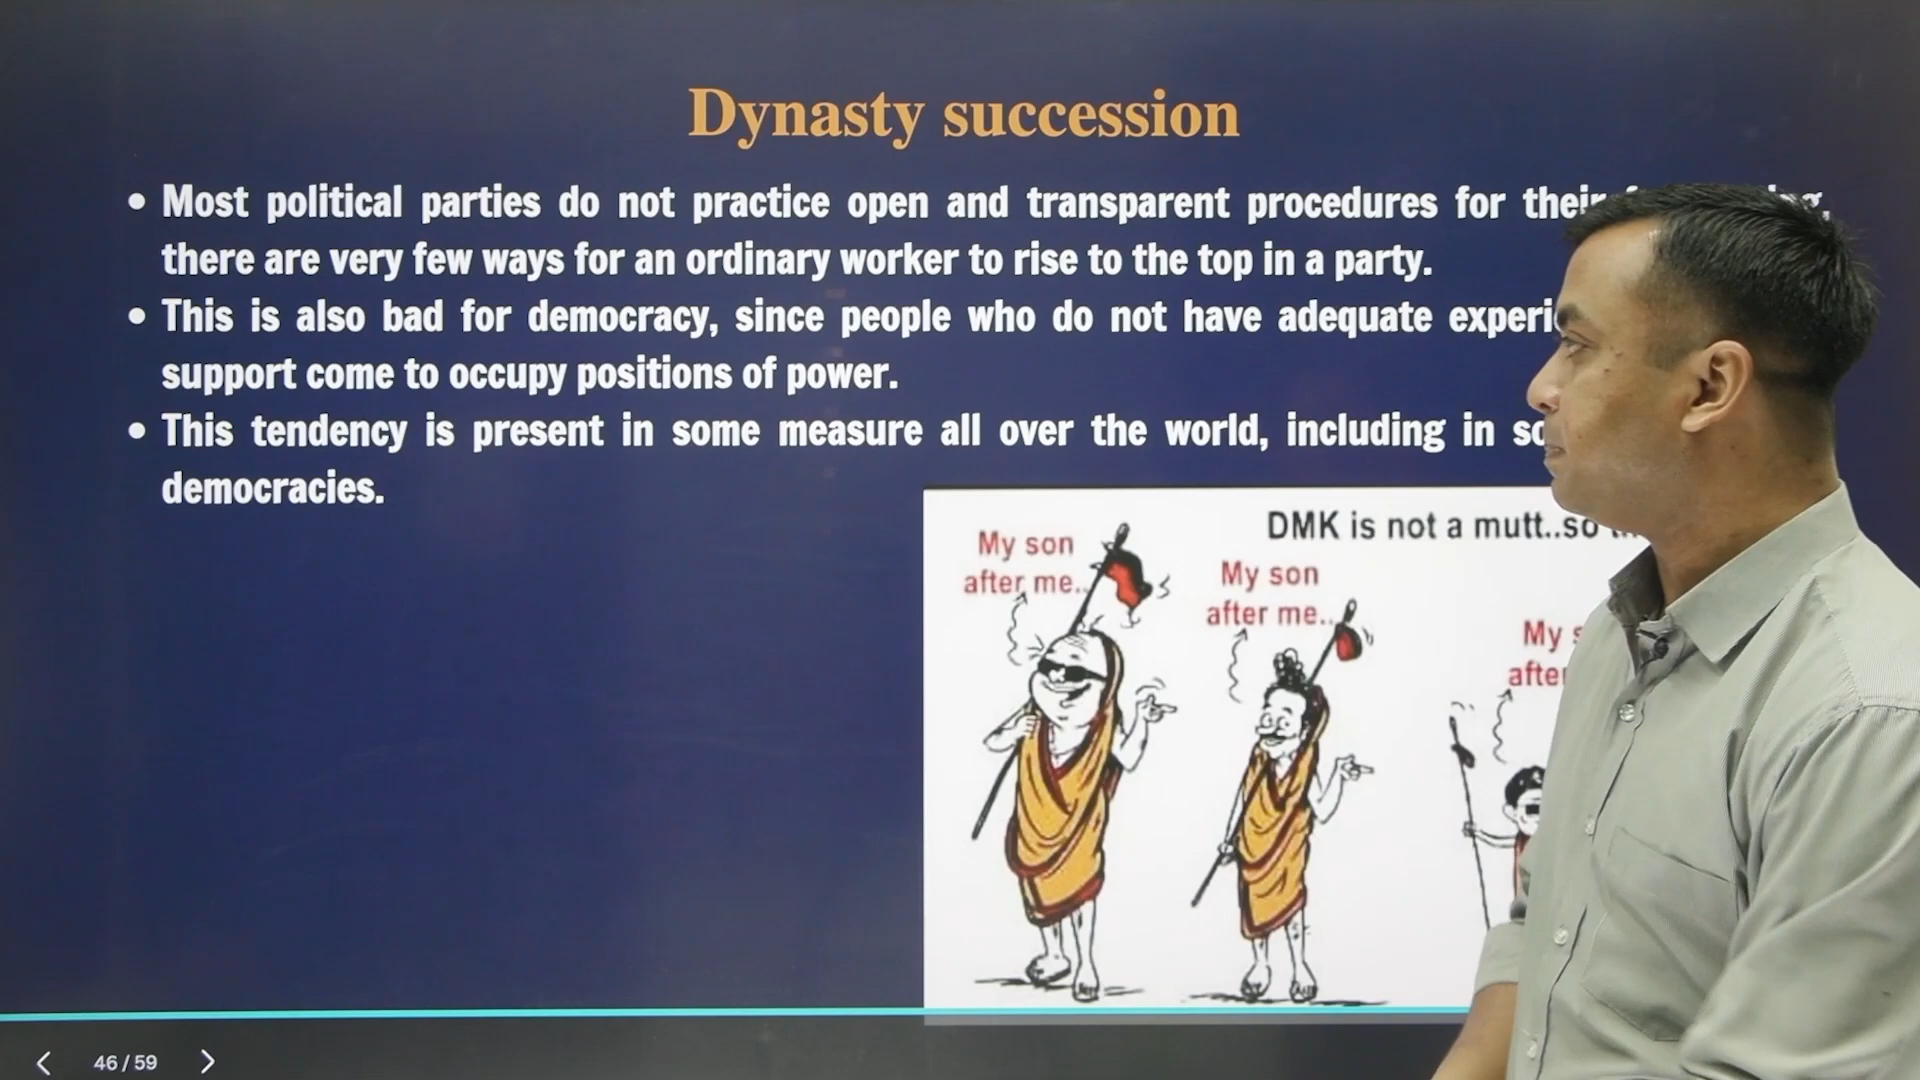 Dynasty succession
• Most political parties do not practice open and transparent procedures for their
there are very few ways for an ordinary worker to rise to the top in a party.
• This is also bad for democracy, since people who do not have adequate
support come to occupy positions of power.
• This tendency is present in some measure all over the world, including in
democracies.
DMK is not a mutt..so
My son
after me..
My son
after me..
My
46 / 59